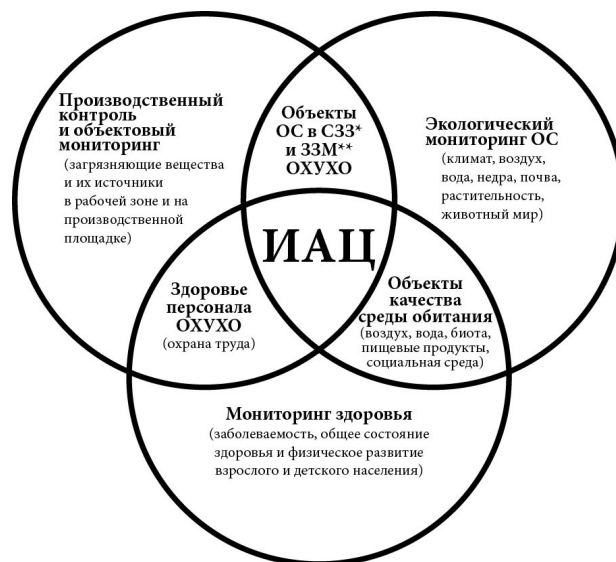 Производственный
контроль
и объектовый
мониторинг
(загрязняющие вещества
и их источники
в рабочей зоне и на
производственной
площадке)
Объекты
ОС в СЗЗ*
и ЗЗМ**
ОХУХО
Экологический
мониторинг ОС
(климат, воздух,
вода, недра, почва,
растительность,
животный мир)
ИАЦ
Здоровье
персонала
ОХУХО
(охрана труда)
Объекты
качества
среды обитания
(воздух, вода, биота,
пищевые продукты,
социальная среда)
Мониторинг здоровья
(заболеваемость, общее состояние
здоровья и физическое развитие
взрослого и детского населения)